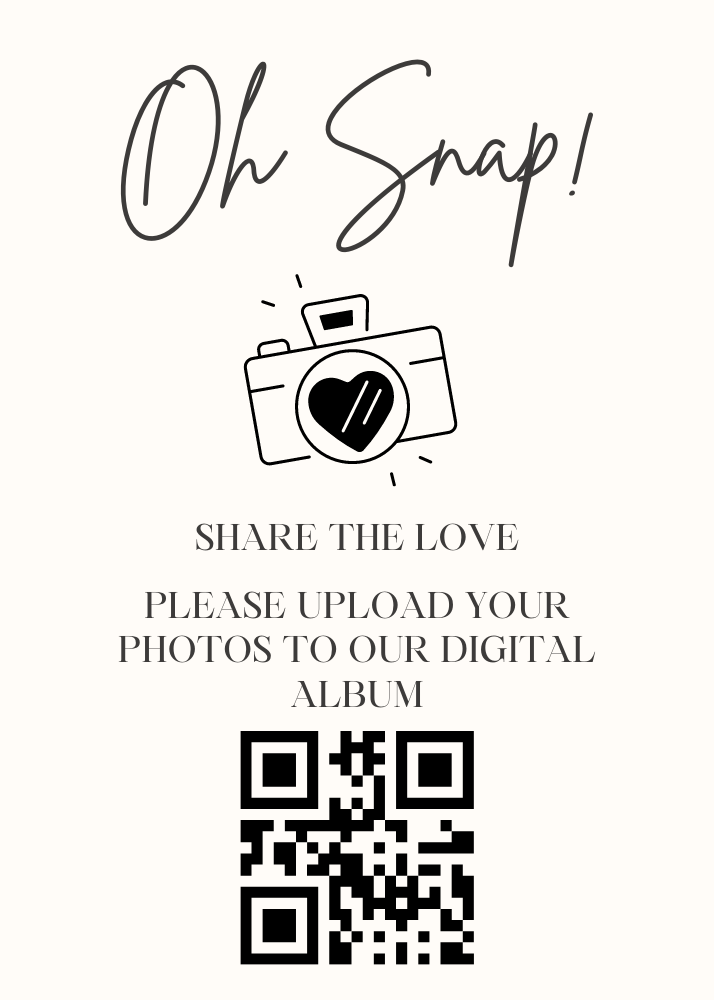 Oh Snap!
SHARE THE LOVE
PLEASE UPLOAD YOUR
PHOTOS TO OUR DIGITAL
ALBUM